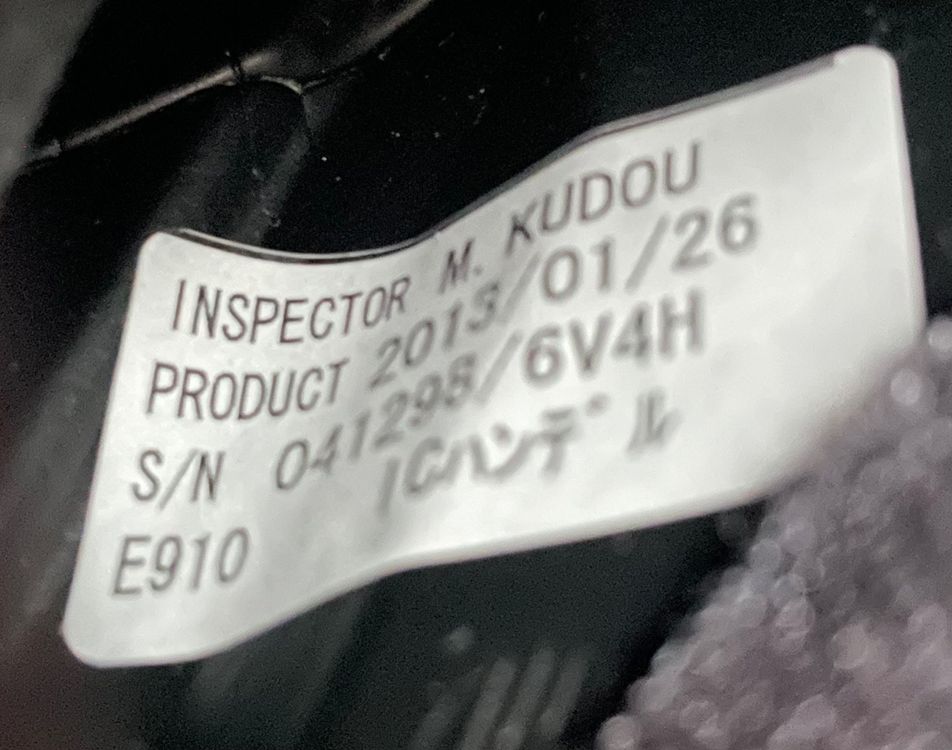 INSPECTOR M. KUDOU
PRODUCT 2013/01/26
S/N 041298/6V4H
E910 ICハンデル